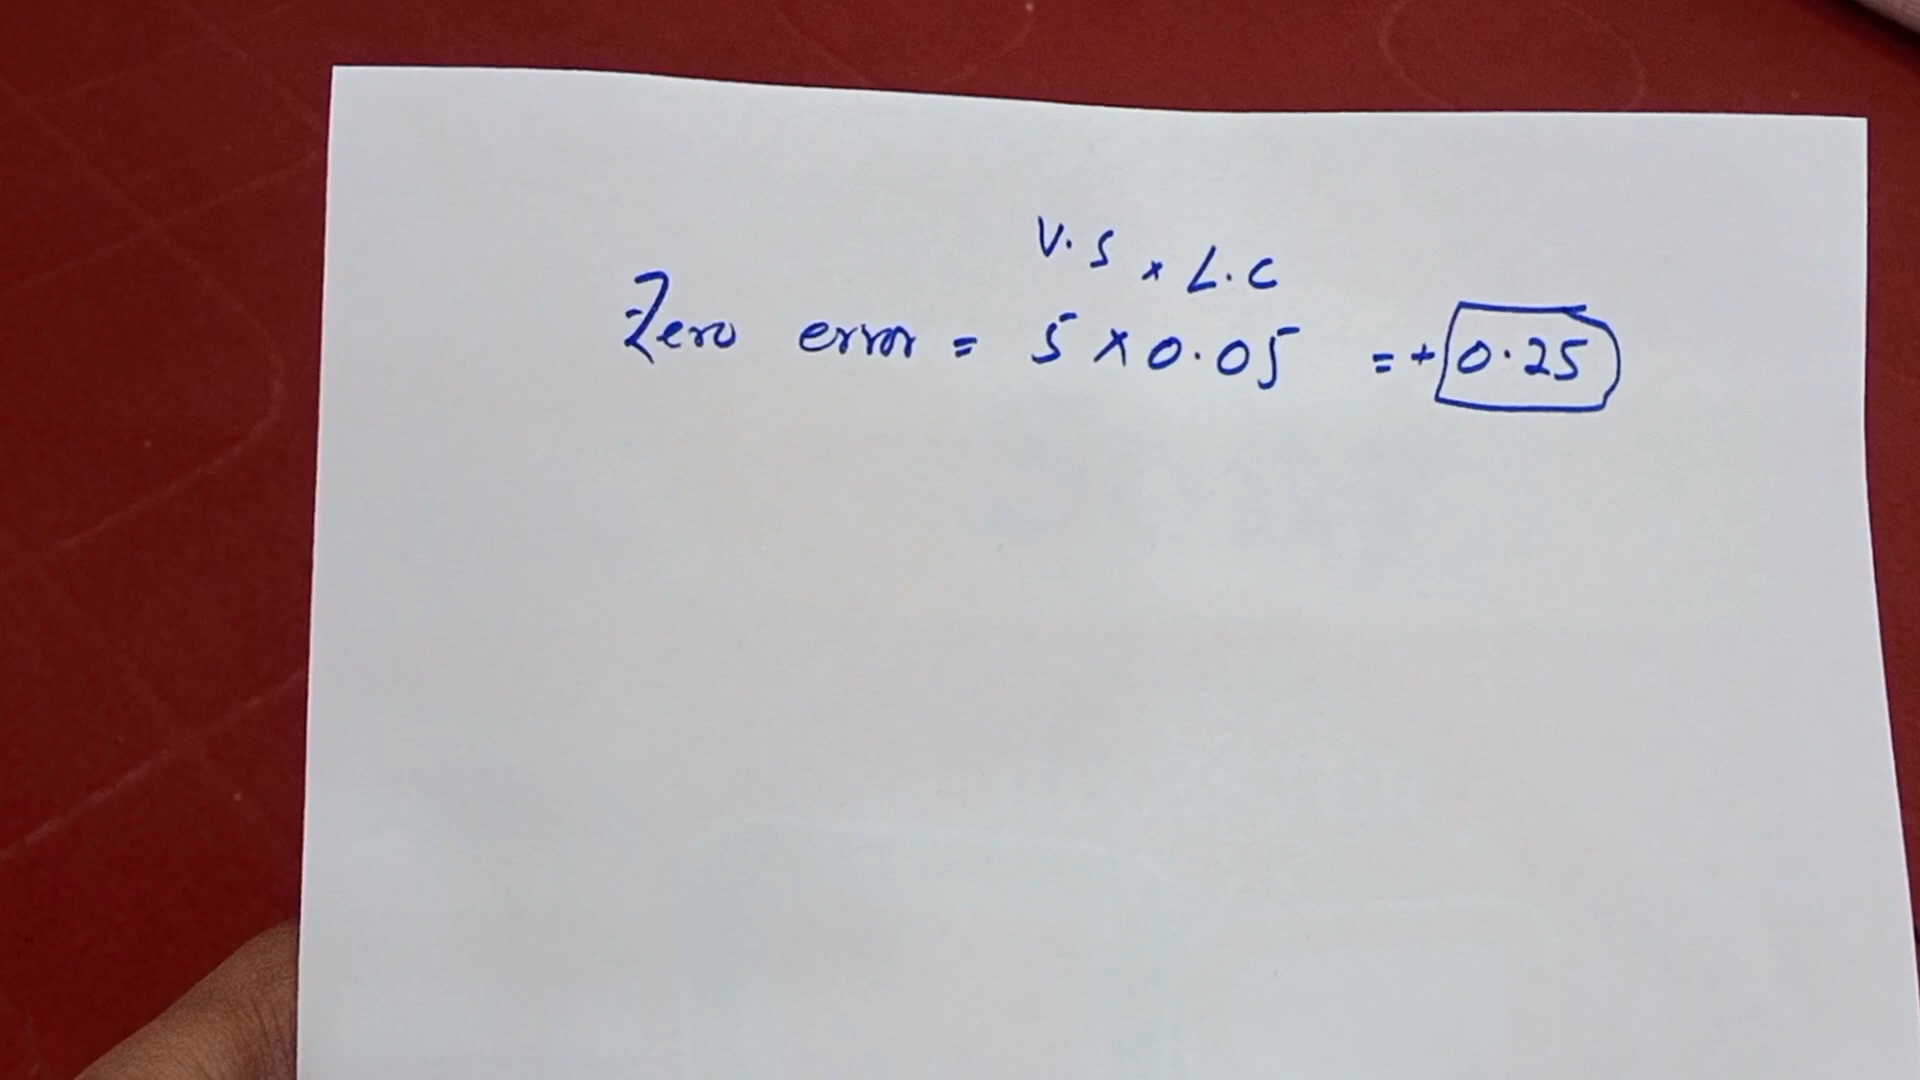 V.S × L.C
Zero error = 5 × 0.05 = + 0.25